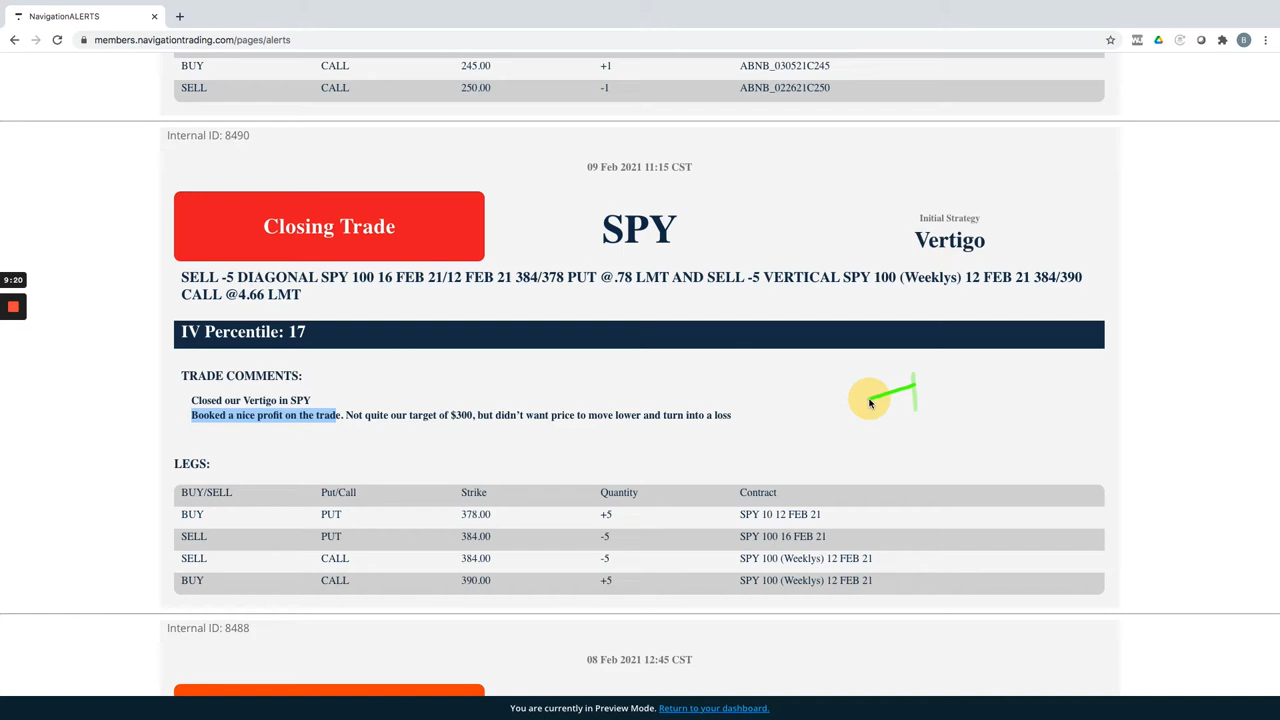 NavigationALERTS
members.navigationtrading.com/pages/alerts
B
BUY CALL 245.00 +1 ABNB_030521C245
SELL CALL 250.00 -1 ABNB_022621C250
Internal ID: 8490
09 Feb 2021 11:15 CST
Closing Trade
SPY
Initial Strategy
Vertigo
9:20
SELL -5 DIAGONAL SPY 100 16 FEB 21/12 FEB 21 384/378 PUT @.78 LMT AND SELL -5 VERTICAL SPY 100 (Weeklys) 12 FEB 21 384/390
CALL @4.66 LMT
IV Percentile: 17
TRADE COMMENTS:
Closed our Vertigo in SPY
Booked a nice profit on the trade. Not quite our target of $300, but didn't want price to move lower and turn into a loss
LEGS:
BUY/SELL Put/Call Strike Quantity Contract
BUY PUT 378.00 +5 SPY 10 12 FEB 21
SELL PUT 384.00 -5 SPY 100 16 FEB 21
SELL CALL 384.00 -5 SPY 100 (Weeklys) 12 FEB 21
BUY CALL 390.00 +5 SPY 100 (Weeklys) 12 FEB 21
Internal ID: 8488
08 Feb 2021 12:45 CST
You are currently in Preview Mode. Return to your dashboard.